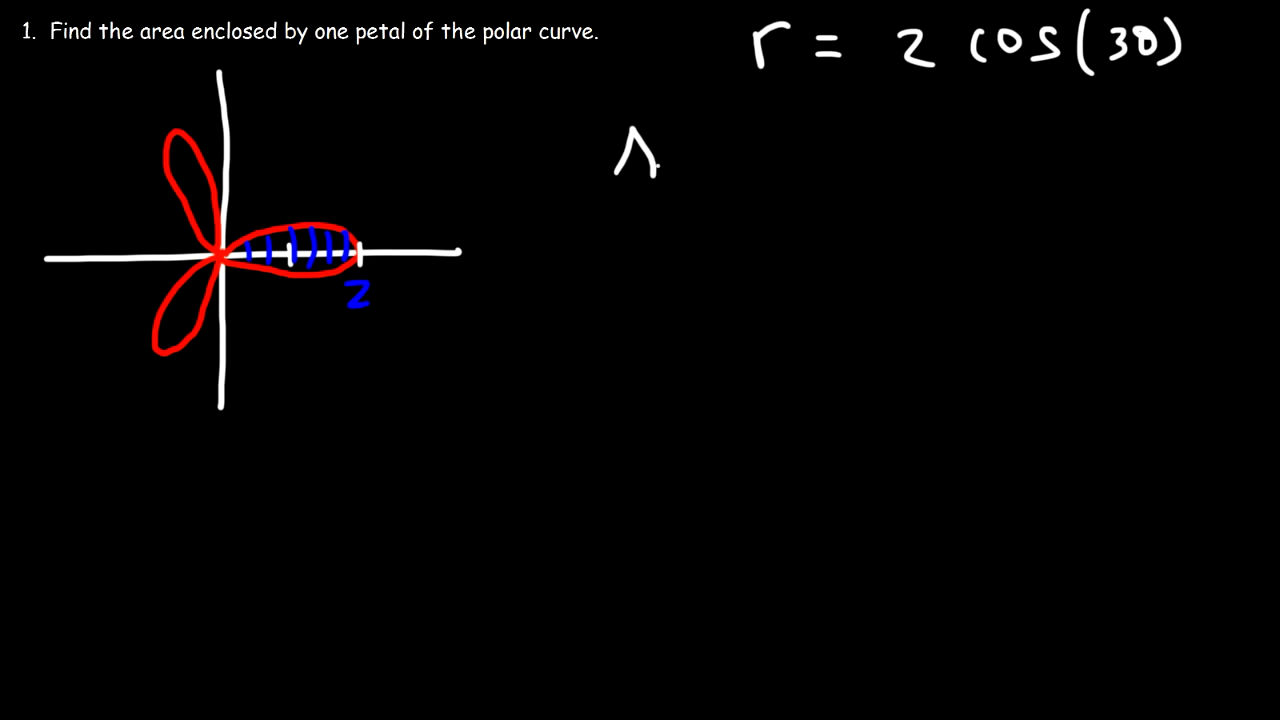 1. Find the area enclosed by one petal of the polar curve.
r = 2 cos(3θ)
2